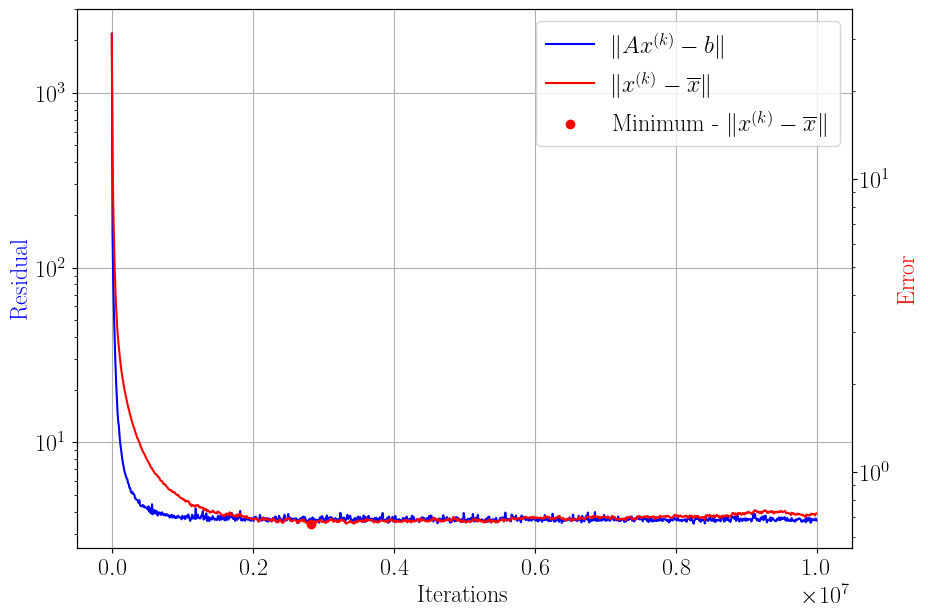 ‖Ax^{(k)} − b‖
‖x^{(k)} − x̅‖
Minimum - ‖x^{(k)} − x̅‖
10^3
10^2
10^1
Residual
10^1
10^0
Error
0.0 0.2 0.4 0.6 0.8 1.0
Iterations
×10^7